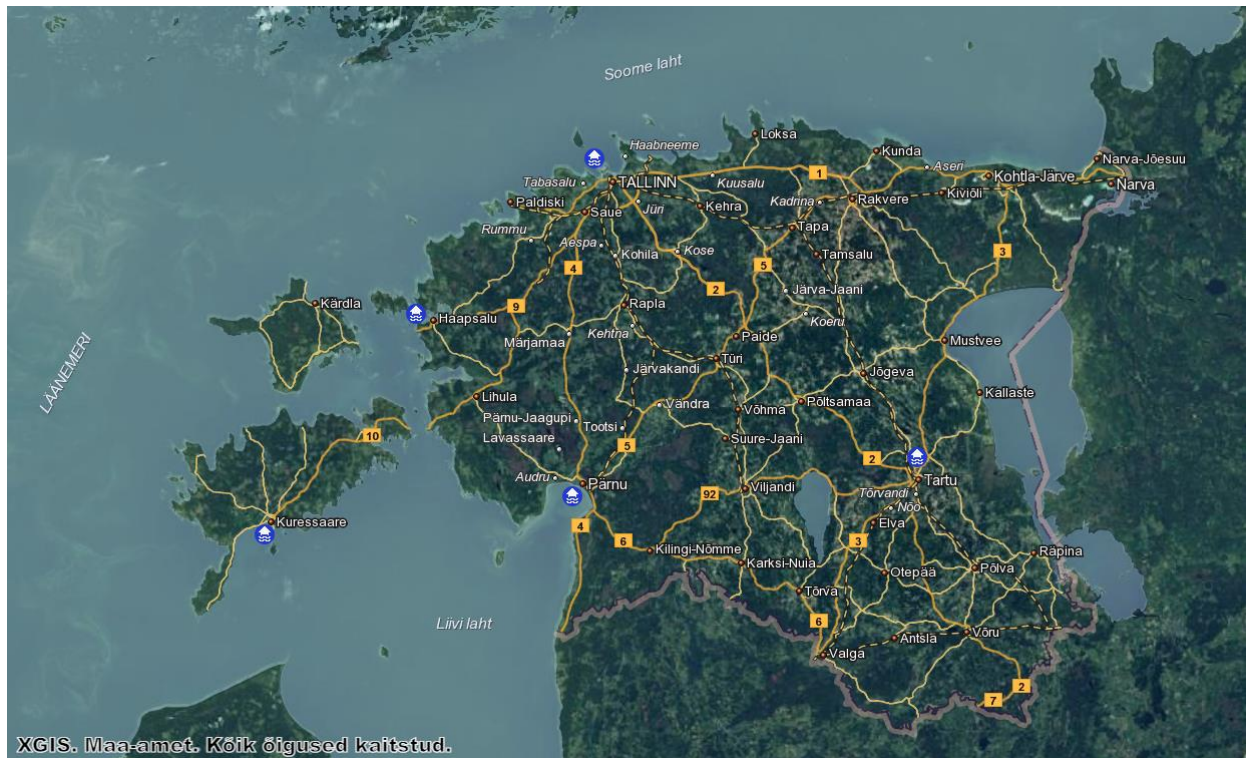 Soome laht
Loksa
Haabneeme
Kunda
Aseri
Narva-Jõesuu
Tabasalu
TALLINN
Kuusalu
1
Kohtla-Järve
Narva
Paldiski
Saue
Jüri
Kehra
Kadrina
Rakvere
Kiviõli
Rummu
Aespa
Kohila
Kose
Tapa
Tamsalu
3
4
5
2
Järva-Jaani
Kärdla
9
Rapla
Haapsalu
Kehtna
Koeru
Märjamaa
Paide
Mustvee
LÄÄNEMERI
Türi
Järvakandi
Jõgeva
Lihula
Vändra
Võhma
Põltsamaa
Kallaste
Pärnu-Jaagupi
Tootsi
10
Lavassaare
5
Suure-Jaani
2
Audru
Pärnu
92
Viljandi
Tartu
Tõrvandi
Nõo
Kuressaare
4
6
Elva
3
Kilingi-Nõmme
Karksi-Nuia
Räpina
Otepää
Põlva
Tõrva
Liivi laht
6
Antsla
Võru
Valga
2
7
XGIS. Maa-amet. Kõik õigused kaitstud.